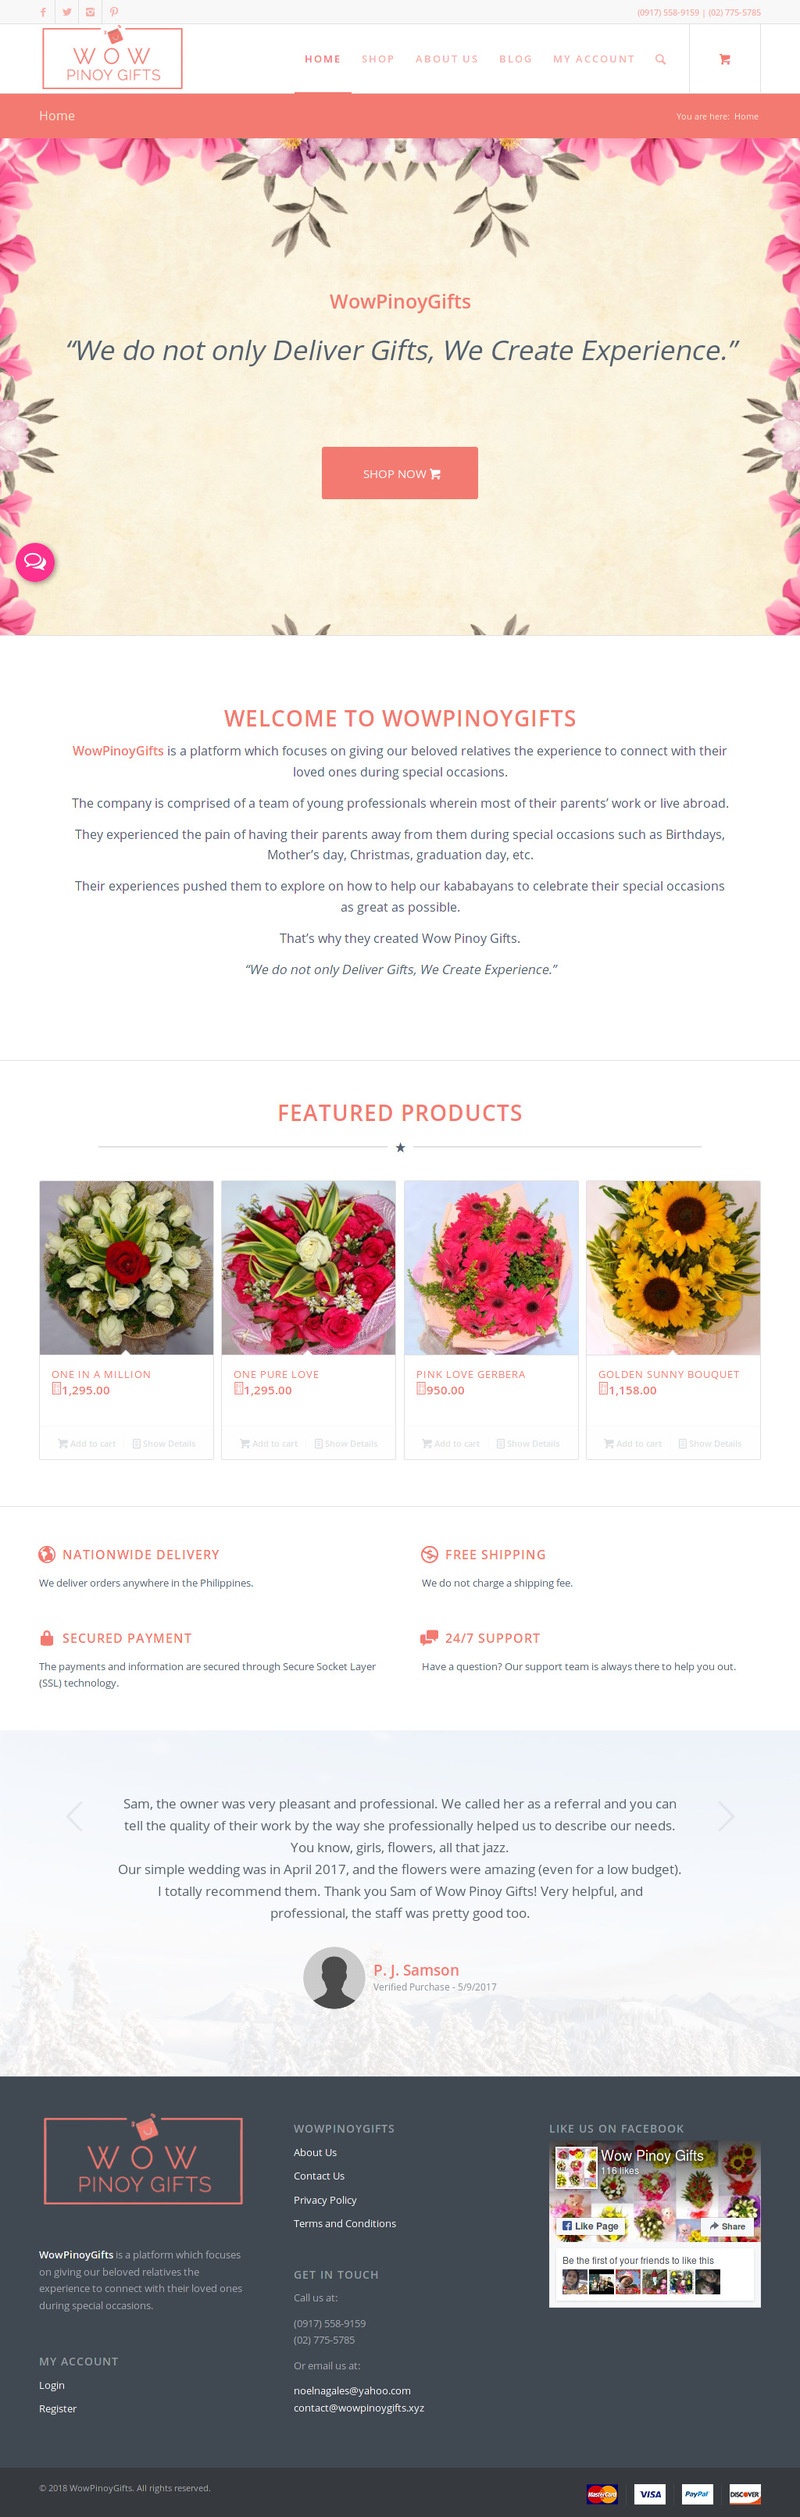 (0917) 558-9159 | (02) 775-5785
WOW
PINOY GIFTS
HOME
SHOP
ABOUT US
BLOG
MY ACCOUNT
Home
You are here: Home
WowPinoyGifts
“We do not only Deliver Gifts, We Create Experience.”
SHOP NOW
WELCOME TO WOWPINOYGIFTS
WowPinoyGifts is a platform which focuses on giving our beloved relatives the experience to connect with their
loved ones during special occasions.
The company is comprised of a team of young professionals wherein most of their parents’ work or live abroad.
They experienced the pain of having their parents away from them during special occasions such as Birthdays,
Mother’s day, Christmas, graduation day, etc.
Their experiences pushed them to explore on how to help our kababayans to celebrate their special occasions
as great as possible.
That’s why they created Wow Pinoy Gifts.
“We do not only Deliver Gifts, We Create Experience.”
FEATURED PRODUCTS
ONE IN A MILLION
1,295.00
Add to cart
Show Details
ONE PURE LOVE
1,295.00
Add to cart
Show Details
PINK LOVE GERBERA
950.00
Add to cart
Show Details
GOLDEN SUNNY BOUQUET
1,158.00
Add to cart
Show Details
NATIONWIDE DELIVERY
We deliver orders anywhere in the Philippines.
FREE SHIPPING
We do not charge a shipping fee.
SECURED PAYMENT
The payments and information are secured through Secure Socket Layer
(SSL) technology.
24/7 SUPPORT
Have a question? Our support team is always there to help you out.
Sam, the owner was very pleasant and professional. We called her as a referral and you can
tell the quality of their work by the way she professionally helped us to describe our needs.
You know, girls, flowers, all that jazz.
Our simple wedding was in April 2017, and the flowers were amazing (even for a low budget).
I totally recommend them. Thank you Sam of Wow Pinoy Gifts! Very helpful, and
professional, the staff was pretty good too.
P. J. Samson
Verified Purchase - 5/9/2017
WOW
PINOY GIFTS
WowPinoyGifts is a platform which focuses
on giving our beloved relatives the
experience to connect with their loved ones
during special occasions.
MY ACCOUNT
Login
Register
WOWPINOYGIFTS
About Us
Contact Us
Privacy Policy
Terms and Conditions
GET IN TOUCH
Call us at:
(0917) 558-9159
(02) 775-5785
Or email us at:
noelnagales@yahoo.com
contact@wowpinoygifts.xyz
LIKE US ON FACEBOOK
Wow Pinoy Gifts
116 likes
Like Page
Share
Be the first of your friends to like this
© 2018 WowPinoyGifts. All rights reserved.
MasterCard
VISA
PayPal
DISCOVER